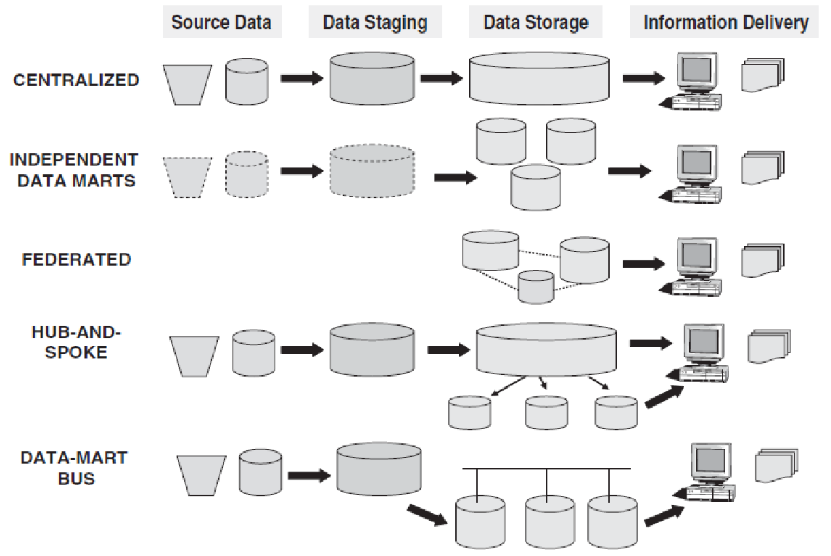 Source Data
Data Staging
Data Storage
Information Delivery
CENTRALIZED
INDEPENDENT
DATA MARTS
FEDERATED
HUB-AND-
SPOKE
DATA-MART
BUS